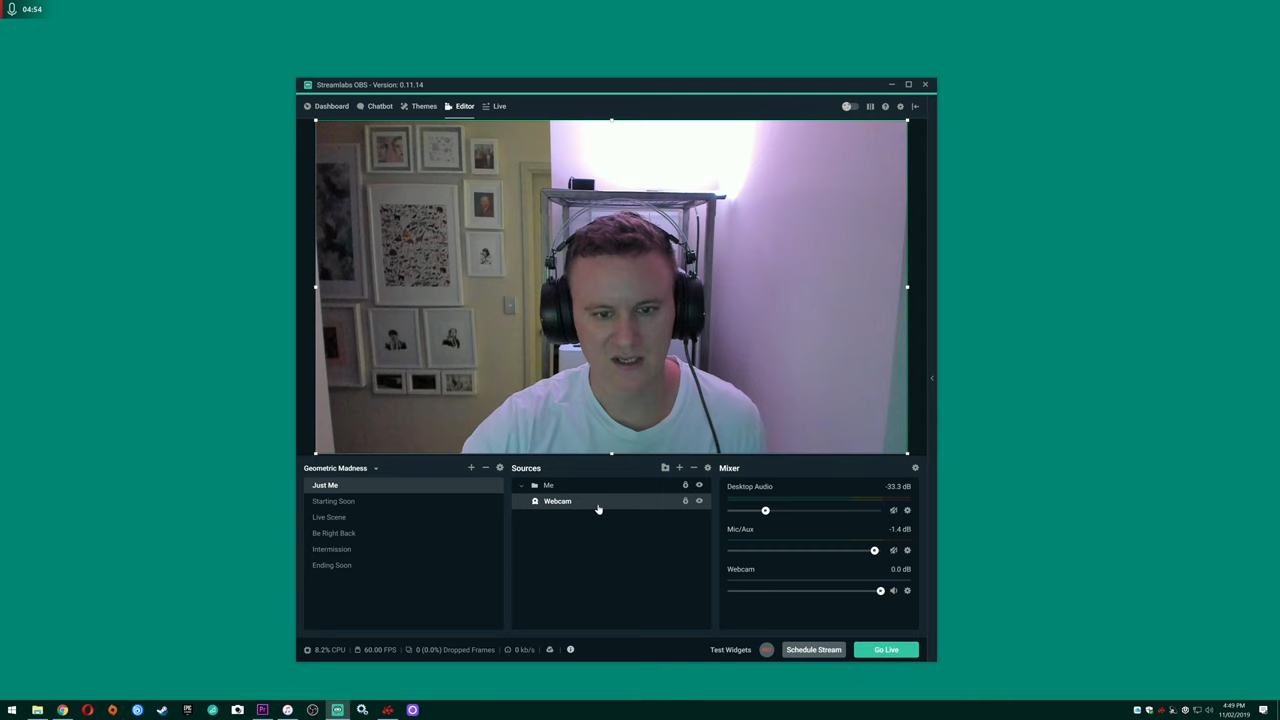 04:54
Streamlabs OBS - Version: 0.11.14
Dashboard Chatbot Themes Editor Live
Geometric Madness
Just Me
Starting Soon
Live Scene
Be Right Back
Intermission
Ending Soon
Sources
Me
Webcam
Mixer
Desktop Audio -33.3 dB
Mic/Aux -1.4 dB
Webcam 0.0 dB
8.2% CPU 60.00 FPS 0 (0.0%) Dropped Frames 0 kb/s
Test Widgets REC Schedule Stream Go Live
Pr
4:49 PM
11/02/2019